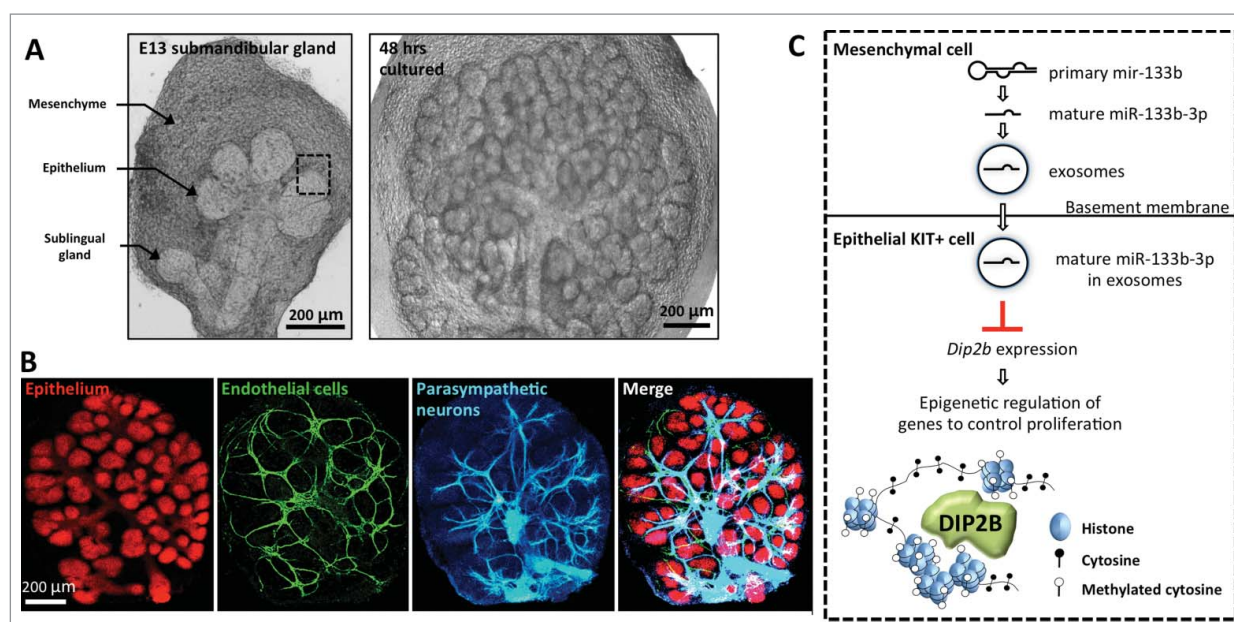 A
E13 submandibular gland
48 hrs
cultured
Mesenchyme
Epithelium
Sublingual
gland
200 µm
200 µm
B
Epithelium
Endothelial cells
Parasympathetic
neurons
Merge
200 µm
C
Mesenchymal cell
primary mir-133b
mature miR-133b-3p
exosomes
Basement membrane
Epithelial KIT+ cell
mature miR-133b-3p
in exosomes
Dip2b expression
Epigenetic regulation of
genes to control proliferation
DIP2B
Histone
Cytosine
Methylated cytosine